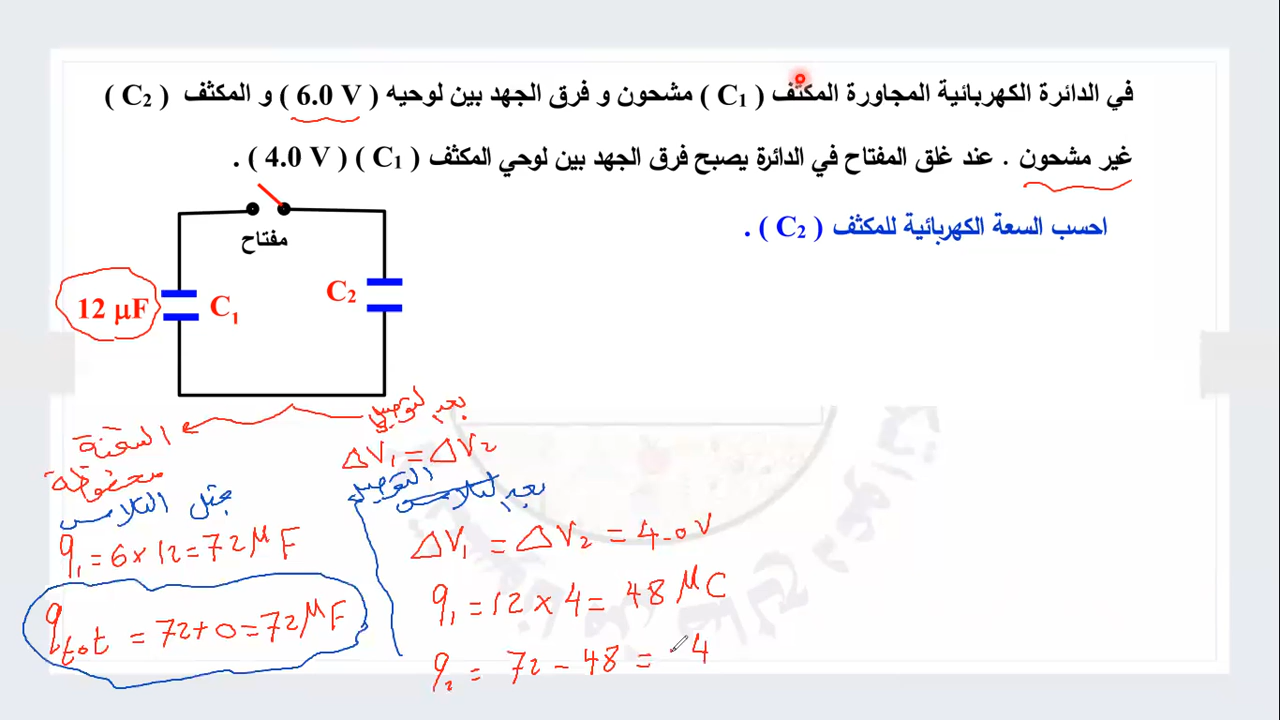 في الدائرة الكهربائية المجاورة المكثف ( C₁ ) مشحون و فرق الجهد بين لوحيه ( 6.0 V ) و المكثف ( C₂ )
غير مشحون . عند غلق المفتاح في الدائرة يصبح فرق الجهد بين لوحي المكثف ( C₁ ) ( 4.0 V ) .
احسب السعة الكهربائية للمكثف ( C₂ ) .
مفتاح
12 μF
C₁
C₂
بعد التوصيل
ΔV₁ = ΔV₂
الشحنة
محفوظة
قبل التلامس
q₁ = 6 × 12 = 72 μF
q tot = 72 + 0 = 72 μF
بعد التلامس التوصيل
ΔV₁ = ΔV₂ = 4.0 V
q₁ = 12 × 4 = 48 μC
q₂ = 72 - 48 = 4